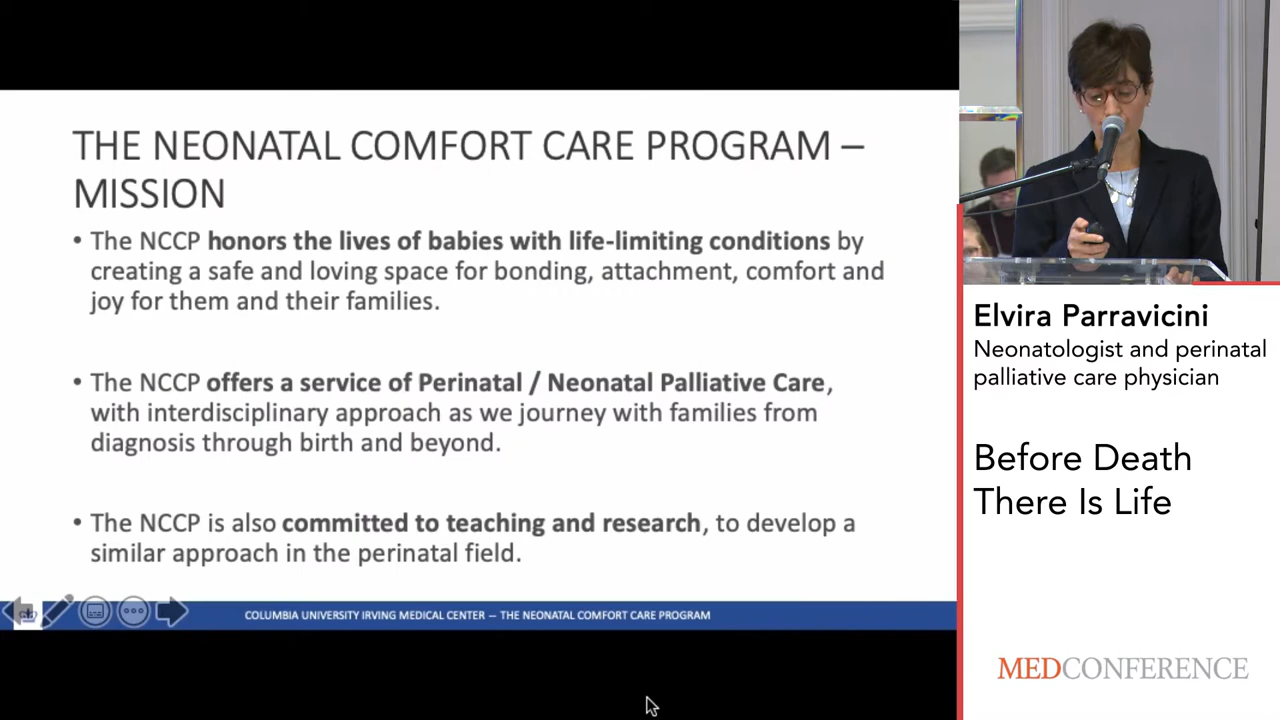 THE NEONATAL COMFORT CARE PROGRAM –
MISSION
• The NCCP honors the lives of babies with life-limiting conditions by
creating a safe and loving space for bonding, attachment, comfort and
joy for them and their families.
• The NCCP offers a service of Perinatal / Neonatal Palliative Care,
with interdisciplinary approach as we journey with families from
diagnosis through birth and beyond.
• The NCCP is also committed to teaching and research, to develop a
similar approach in the perinatal field.
COLUMBIA UNIVERSITY IRVING MEDICAL CENTER – THE NEONATAL COMFORT CARE PROGRAM
Elvira Parravicini
Neonatologist and perinatal
palliative care physician
Before Death
There Is Life
MEDCONFERENCE